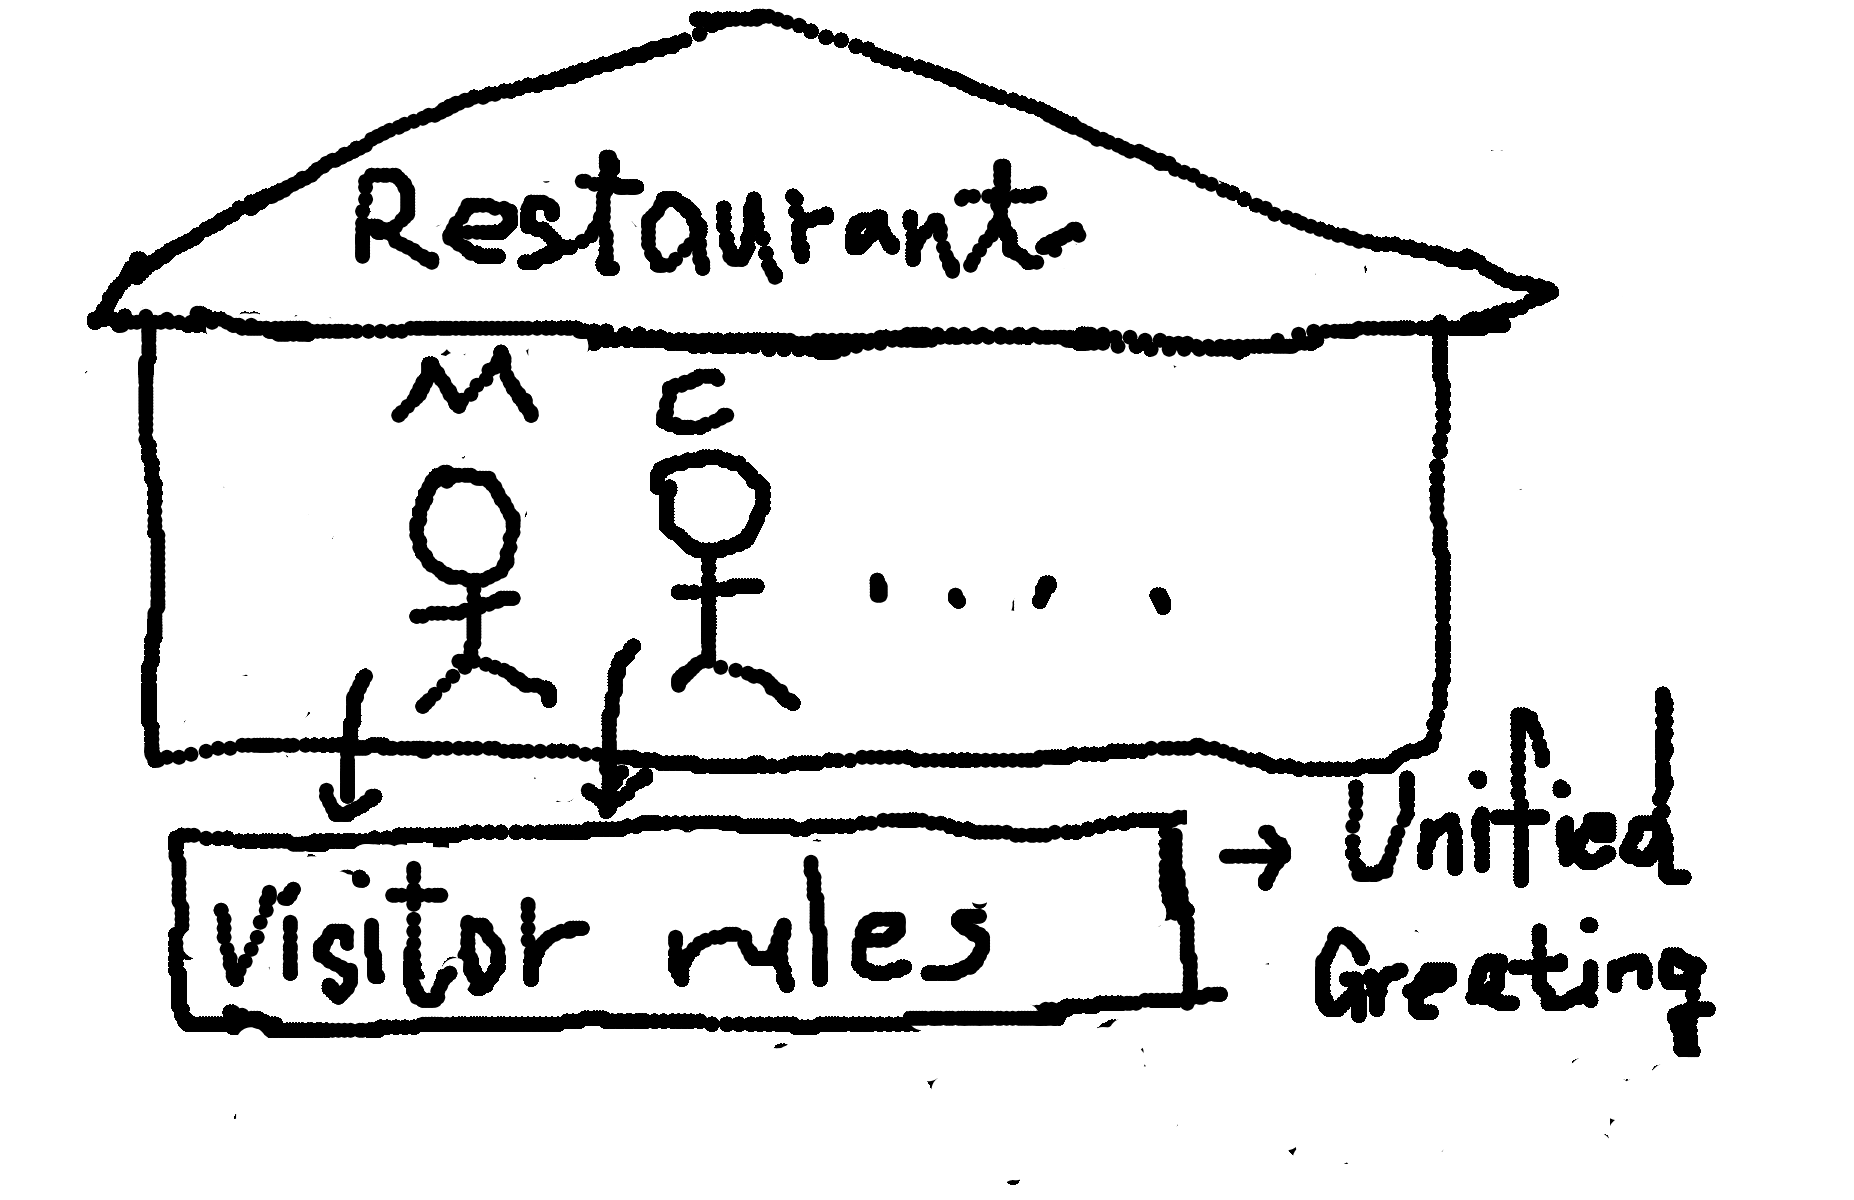 Restaurant
M C
Visitor rules
→ Unified
Greeting